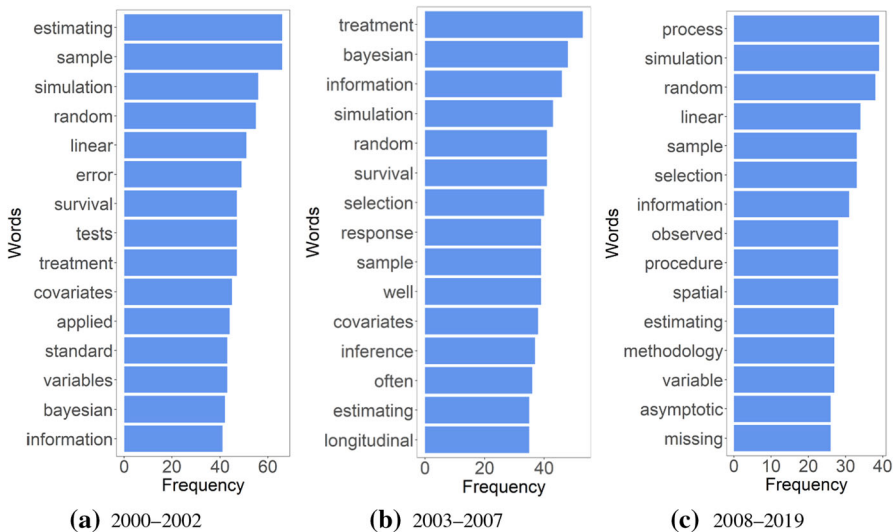 Words
estimating
sample
simulation
random
linear
error
survival
tests
treatment
covariates
applied
standard
variables
bayesian
information
0 20 40 60
Frequency
(a) 2000–2002
Words
treatment
bayesian
information
simulation
random
survival
selection
response
sample
well
covariates
inference
often
estimating
longitudinal
0 20 40
Frequency
(b) 2003–2007
Words
process
simulation
random
linear
sample
selection
information
observed
procedure
spatial
estimating
methodology
variable
asymptotic
missing
0 10 20 30 40
Frequency
(c) 2008–2019